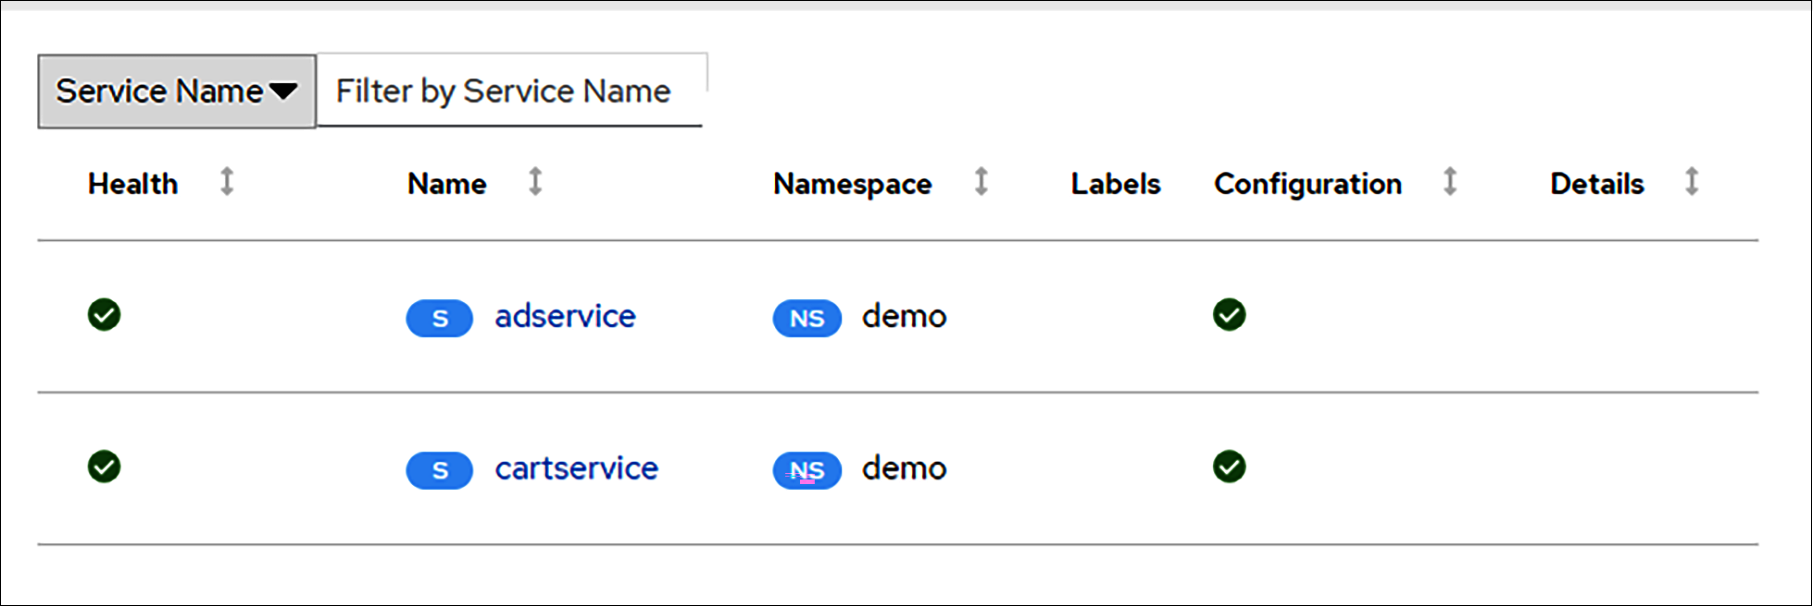 Service Name Filter by Service Name
Health Name Namespace Labels Configuration Details
S adservice NS demo
S cartservice NS demo